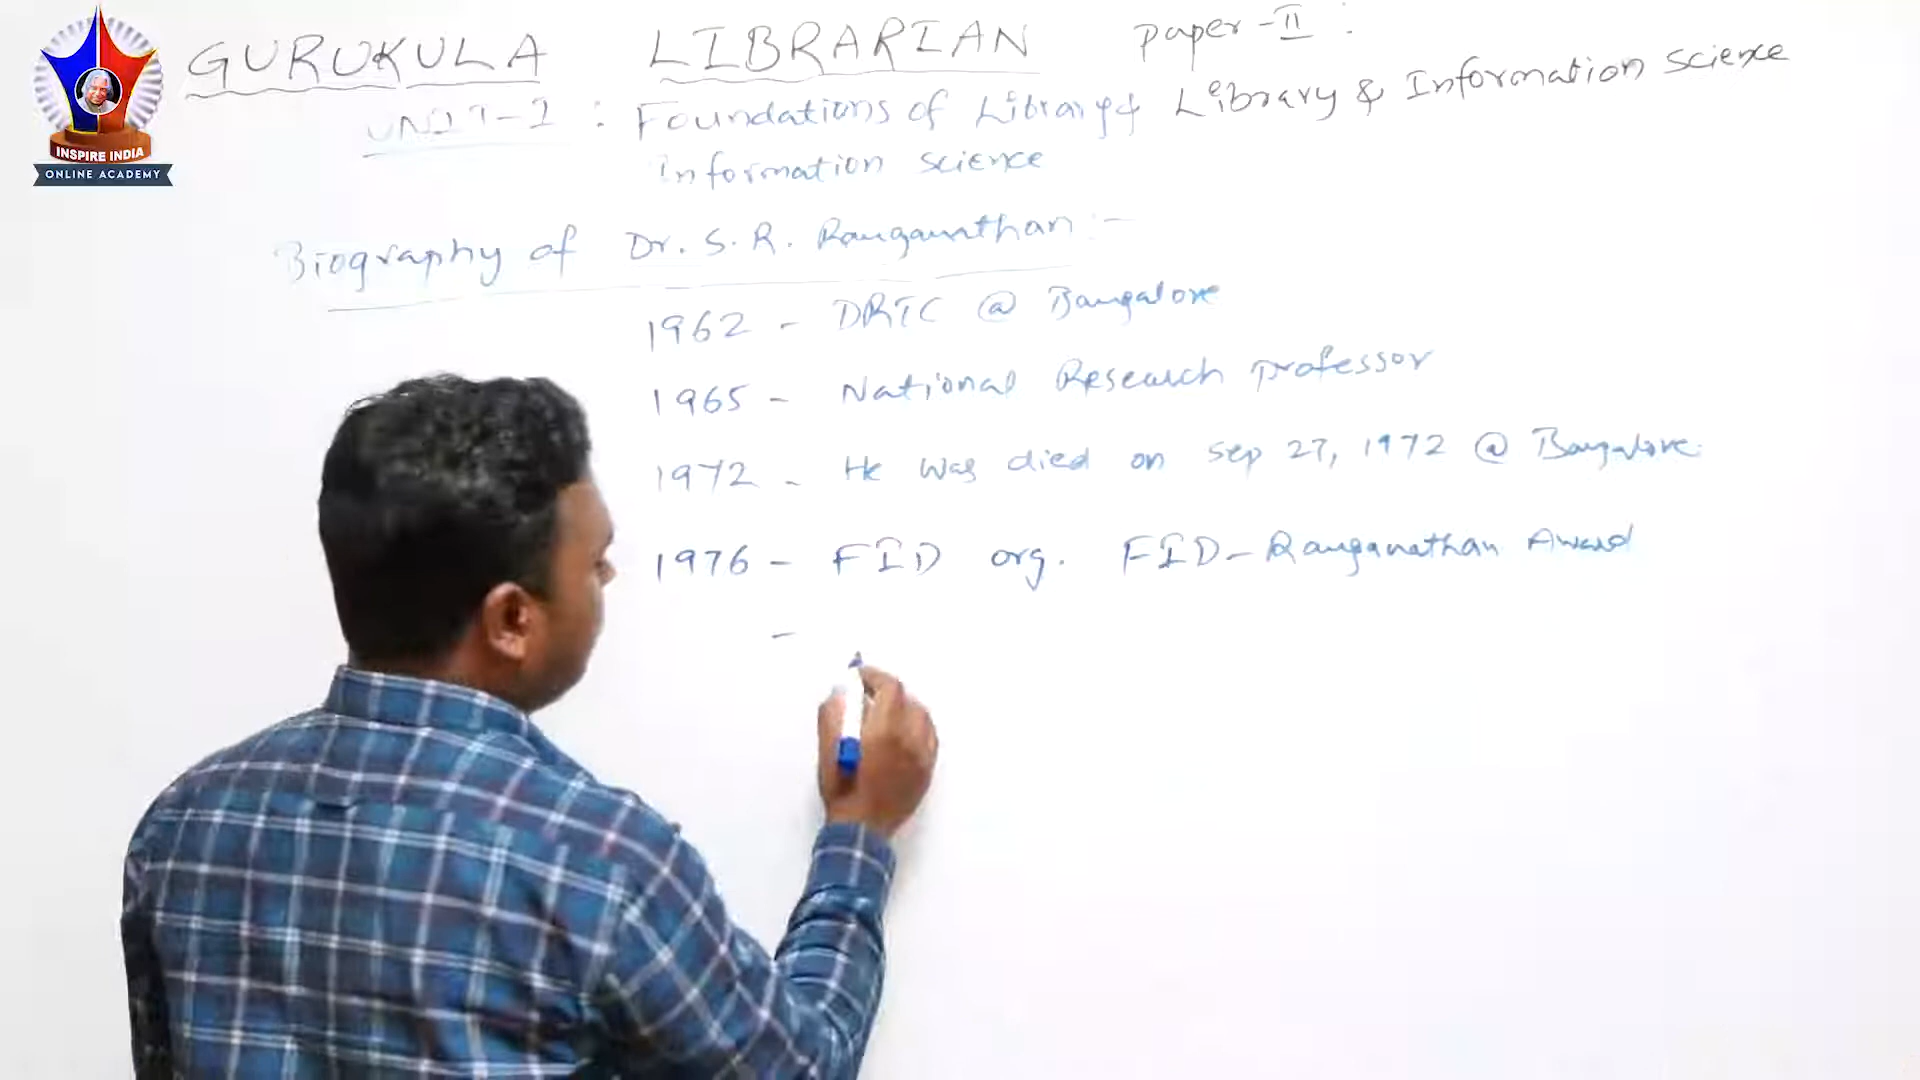 INSPIRE INDIA
ONLINE ACADEMY
GURUKULA LIBRARIAN Paper-II :
Library & Information Science
UNIT-I : Foundations of Library &
Information Science
Biography of Dr. S. R. Ranganathan :-
1962 - DRTC @ Bangalore
1965 - National Research Professor
1972 - He was died on Sep 27, 1972 @ Bangalore.
1976 - FID org. FID-Ranganathan Award
-